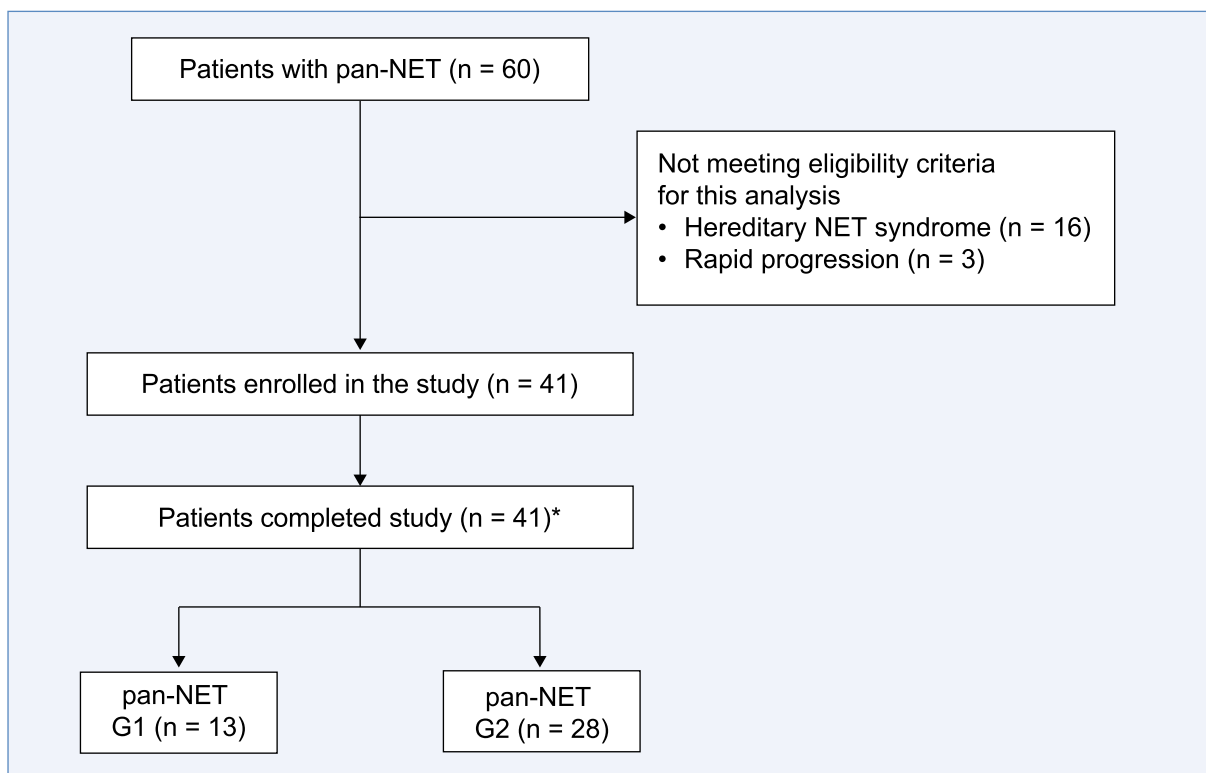 Patients with pan-NET (n = 60)
Not meeting eligibility criteria
for this analysis
• Hereditary NET syndrome (n = 16)
• Rapid progression (n = 3)
Patients enrolled in the study (n = 41)
Patients completed study (n = 41)*
pan-NET
G1 (n = 13)
pan-NET
G2 (n = 28)